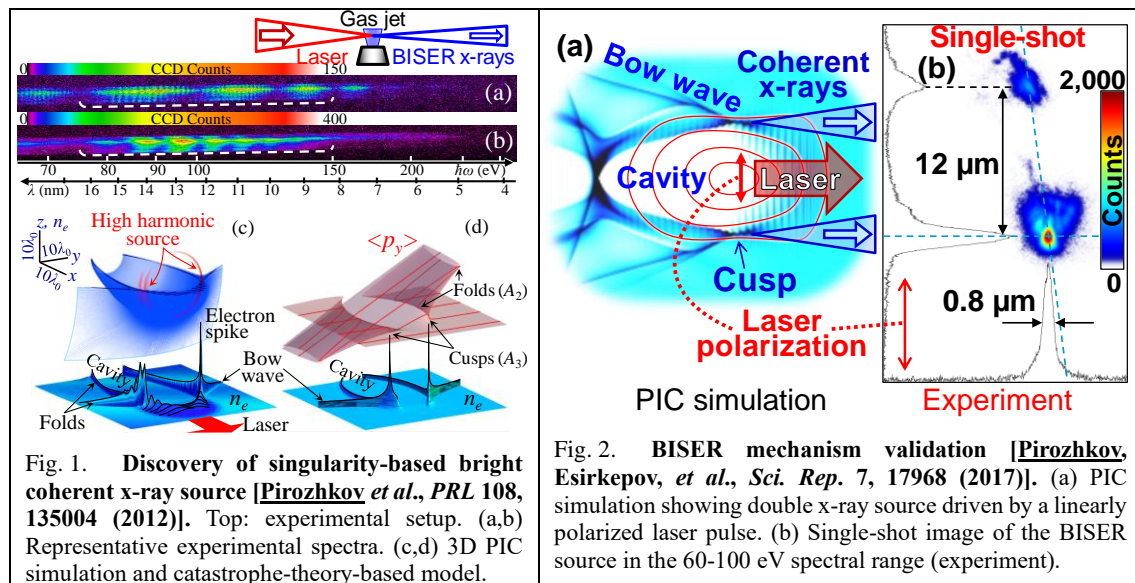 Gas jet
Laser
BISER x-rays
0 CCD Counts 150
(a)
0 CCD Counts 400
(b)
70 80 100 150 200 ħω (eV)
λ (nm) 16 15 14 13 12 11 10 9 8 7 6 5 4
z, nₑ
10λ₀
10λ₀ y
10λ₀ x
High harmonic
source
(c)
Electron
spike
Cavity
Bow
wave
Folds
nₑ
Laser
(d)
<p_y>
Folds (A₂)
Cusps (A₃)
Cavity
nₑ
Fig. 1. Discovery of singularity-based bright
coherent x-ray source [Pirozhkov et al., PRL 108,
135004 (2012)]. Top: experimental setup. (a,b)
Representative experimental spectra. (c,d) 3D PIC
simulation and catastrophe-theory-based model.
(a)
Bow wave
Coherent
x-rays
Cavity
Laser
Cusp
Laser
polarization
PIC simulation
Single-shot
(b)
2,000
Counts
0
12 µm
0.8 µm
Experiment
Fig. 2. BISER mechanism validation [Pirozhkov,
Esirkepov, et al., Sci. Rep. 7, 17968 (2017)]. (a) PIC
simulation showing double x-ray source driven by a linearly
polarized laser pulse. (b) Single-shot image of the BISER
source in the 60-100 eV spectral range (experiment).